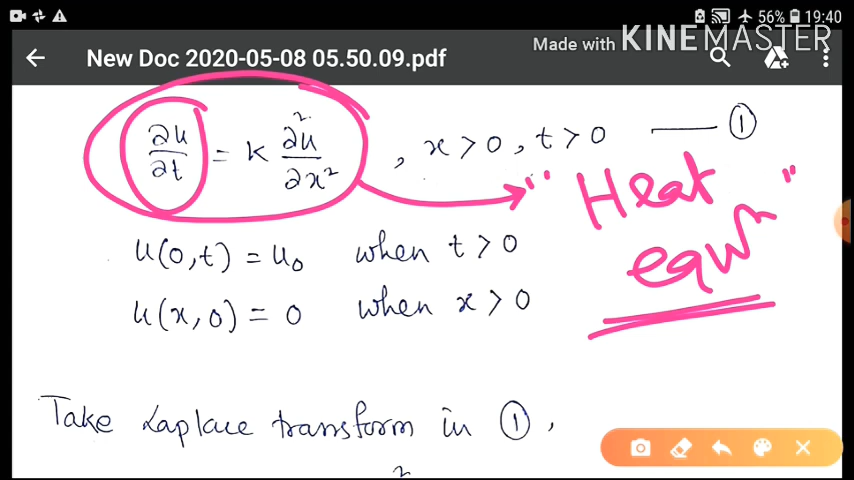 56% 19:40
New Doc 2020-05-08 05.50.09.pdf
Made with KINEMASTER
∂u/∂t = K ∂²u/∂x² , x > 0, t > 0 —— ①
"Heat eqn"
u(0,t) = u₀ when t > 0
u(x,0) = 0 when x > 0
Take Laplace transform in ①,